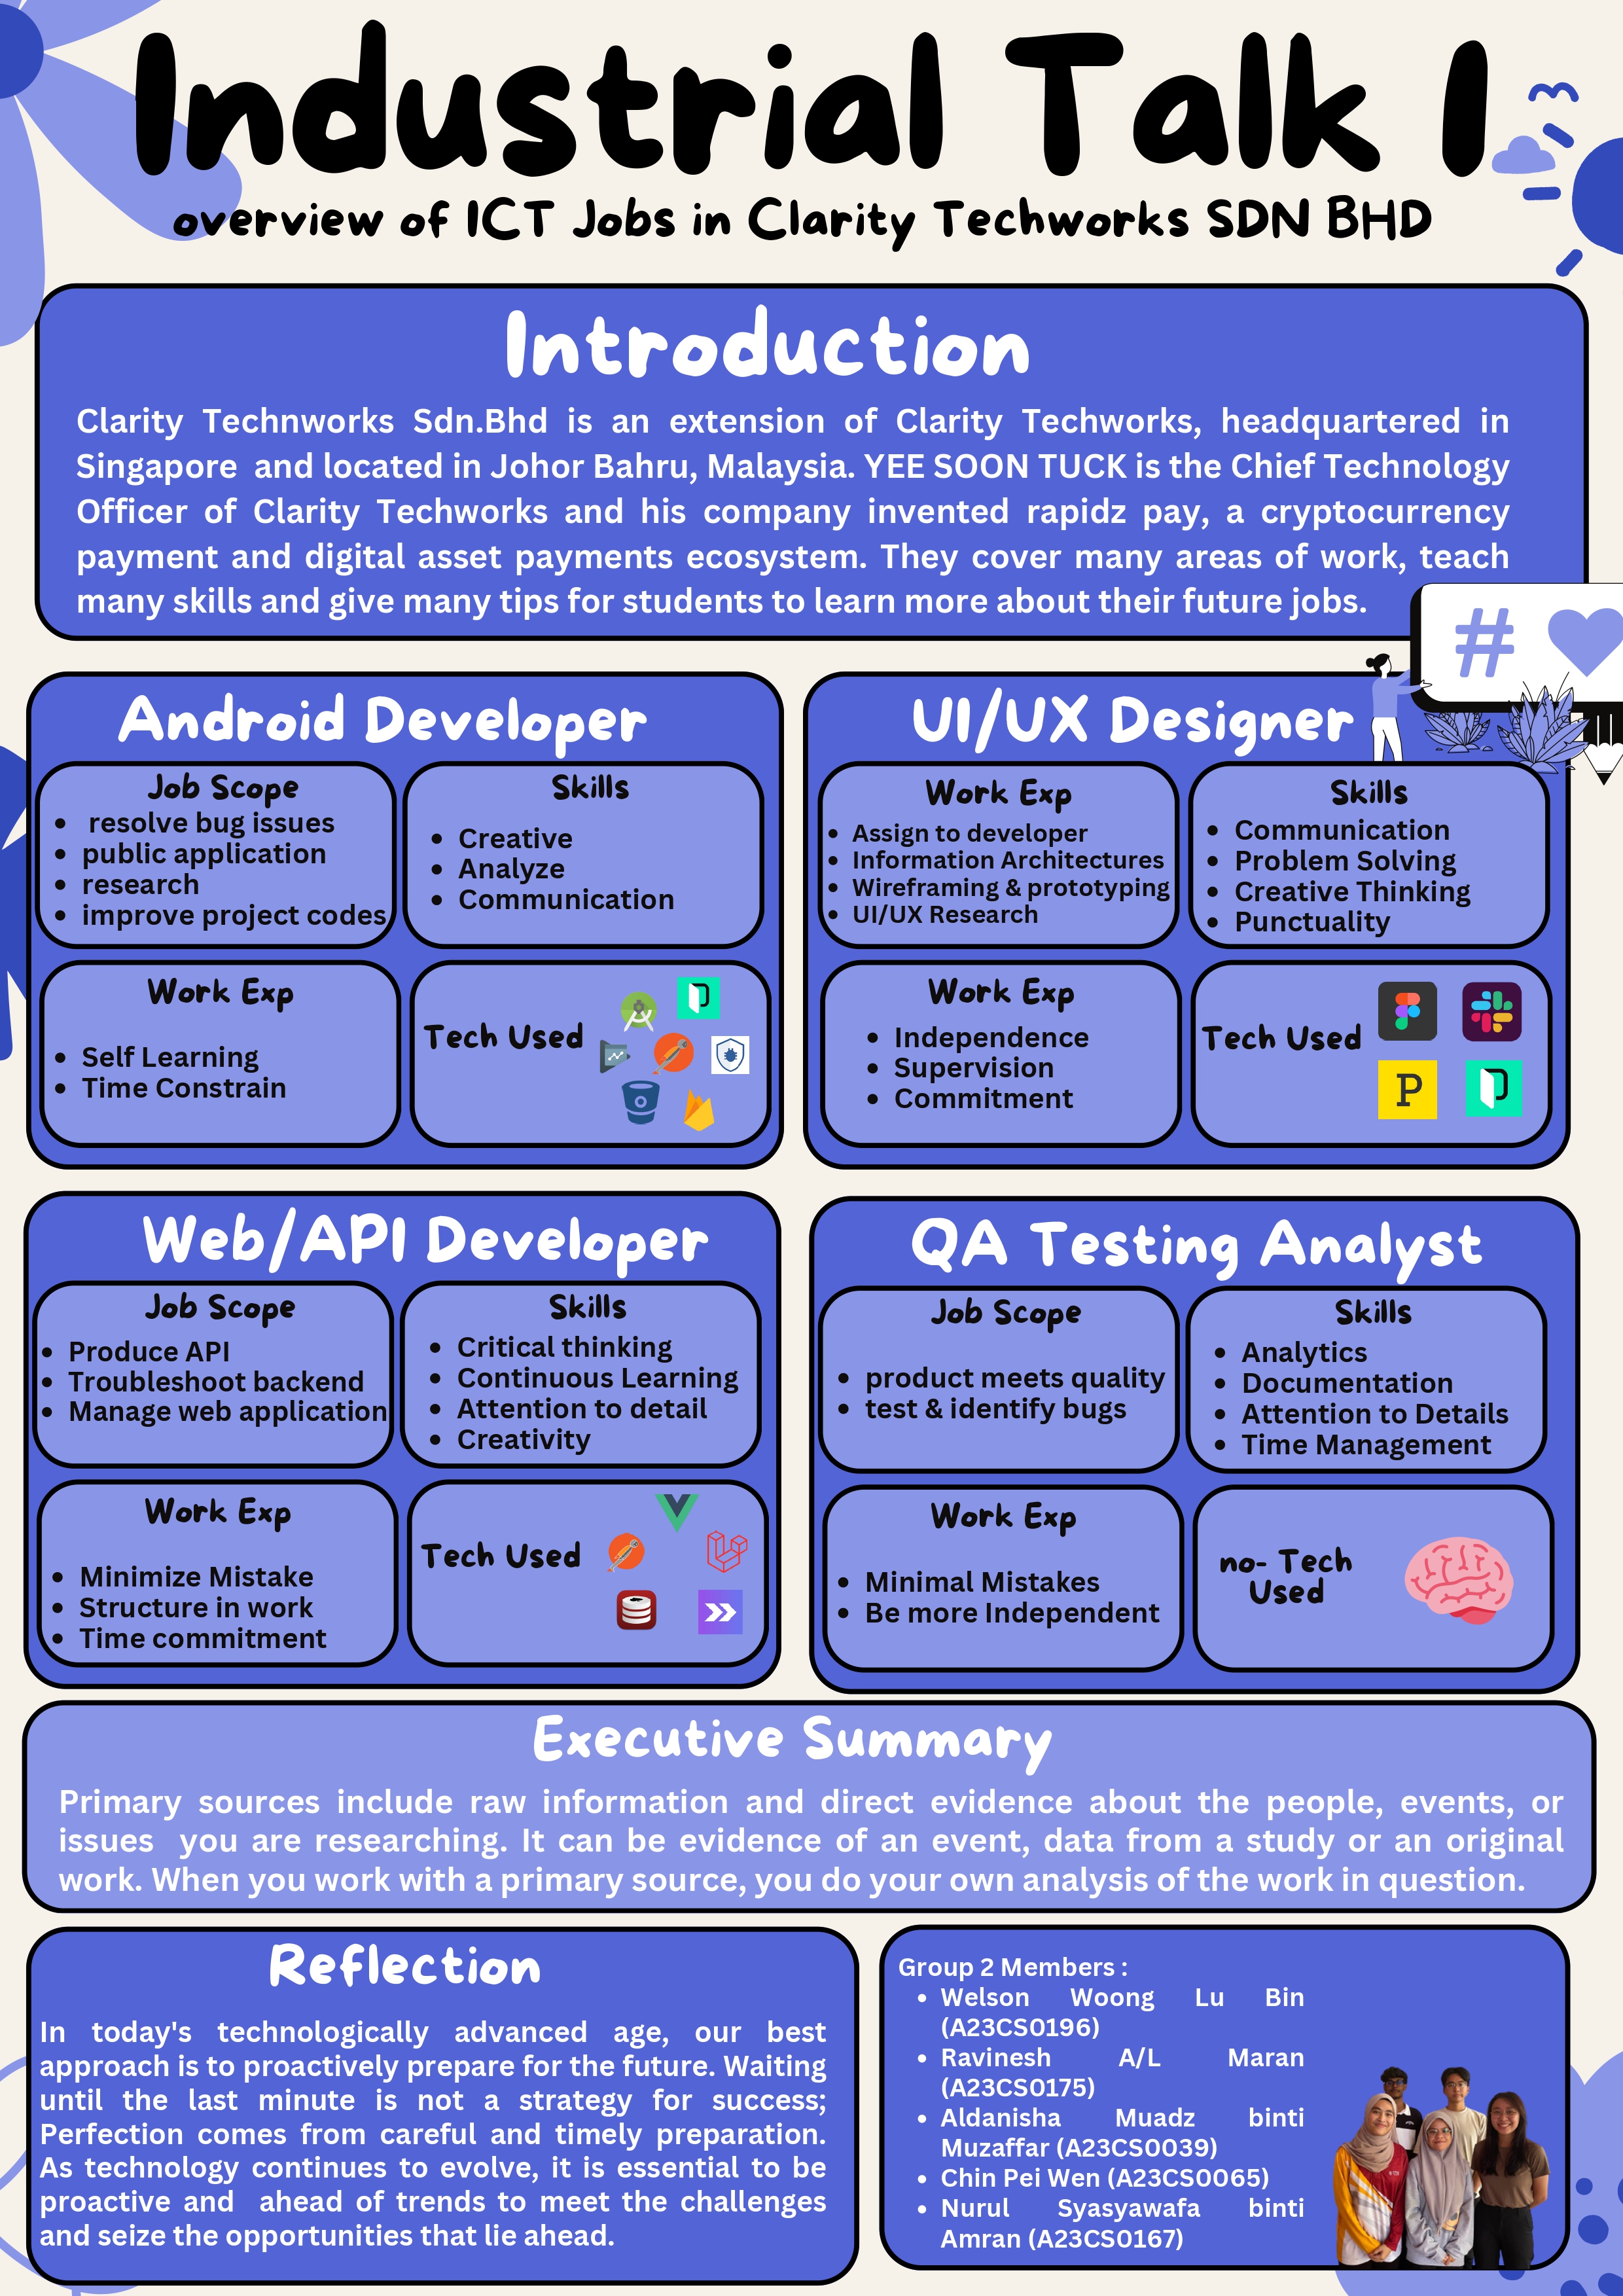 Industrial Talk 1
overview of ICT Jobs in Clarity Techworks SDN BHD
Introduction
Clarity Technworks Sdn.Bhd is an extension of Clarity Techworks, headquartered in
Singapore and located in Johor Bahru, Malaysia. YEE SOON TUCK is the Chief Technology
Officer of Clarity Techworks and his company invented rapidz pay, a cryptocurrency
payment and digital asset payments ecosystem. They cover many areas of work, teach
many skills and give many tips for students to learn more about their future jobs.
#
Android Developer
Job Scope
• resolve bug issues
• public application
• research
• improve project codes
Skills
• Creative
• Analyze
• Communication
Work Exp
• Self Learning
• Time Constrain
Tech Used
UI/UX Designer
Work Exp
• Assign to developer
• Information Architectures
• Wireframing & prototyping
• UI/UX Research
Skills
• Communication
• Problem Solving
• Creative Thinking
• Punctuality
Work Exp
• Independence
• Supervision
• Commitment
Tech Used
P
Web/API Developer
Job Scope
• Produce API
• Troubleshoot backend
• Manage web application
Skills
• Critical thinking
• Continuous Learning
• Attention to detail
• Creativity
Work Exp
• Minimize Mistake
• Structure in work
• Time commitment
Tech Used
QA Testing Analyst
Job Scope
• product meets quality
• test & identify bugs
Skills
• Analytics
• Documentation
• Attention to Details
• Time Management
Work Exp
• Minimal Mistakes
• Be more Independent
no- Tech
Used
Executive Summary
Primary sources include raw information and direct evidence about the people, events, or
issues you are researching. It can be evidence of an event, data from a study or an original
work. When you work with a primary source, you do your own analysis of the work in question.
Reflection
In today's technologically advanced age, our best
approach is to proactively prepare for the future. Waiting
until the last minute is not a strategy for success;
Perfection comes from careful and timely preparation.
As technology continues to evolve, it is essential to be
proactive and ahead of trends to meet the challenges
and seize the opportunities that lie ahead.
Group 2 Members :
• Welson Woong Lu Bin
(A23CS0196)
• Ravinesh A/L Maran
(A23CS0175)
• Aldanisha Muadz binti
Muzaffar (A23CS0039)
• Chin Pei Wen (A23CS0065)
• Nurul Syasyawafa binti
Amran (A23CS0167)